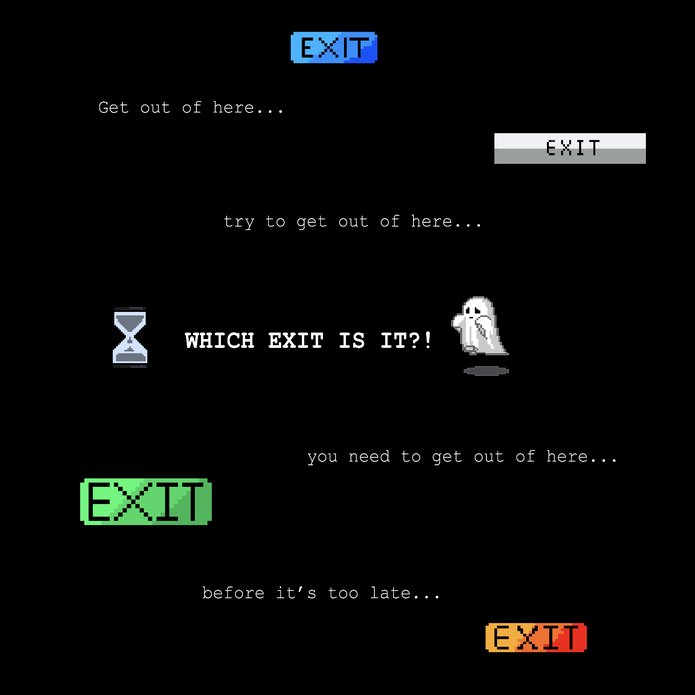 EXIT
Get out of here...
EXIT
try to get out of here...
WHICH EXIT IS IT?!
you need to get out of here...
EXIT
before it’s too late...
EXIT